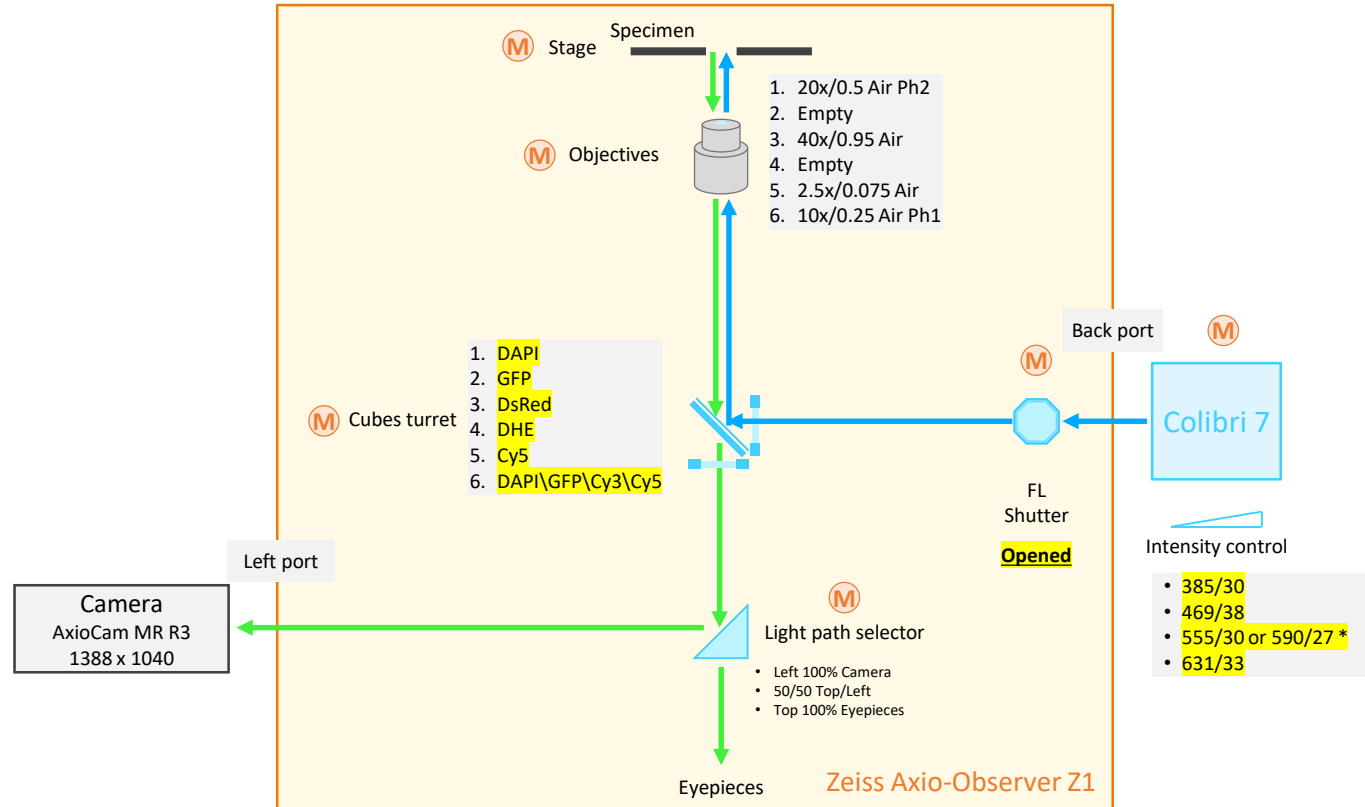 Specimen
M Stage
1. 20x/0.5 Air Ph2
2. Empty
3. 40x/0.95 Air
4. Empty
5. 2.5x/0.075 Air
6. 10x/0.25 Air Ph1
M Objectives
Back port
M
M
Colibri 7
1. DAPI
2. GFP
3. DsRed
4. DHE
5. Cy5
6. DAPI\GFP\Cy3\Cy5
M Cubes turret
FL
Shutter
Opened
Intensity control
• 385/30
• 469/38
• 555/30 or 590/27 *
• 631/33
Left port
Camera
AxioCam MR R3
1388 x 1040
M
Light path selector
• Left 100% Camera
• 50/50 Top/Left
• Top 100% Eyepieces
Eyepieces
Zeiss Axio-Observer Z1